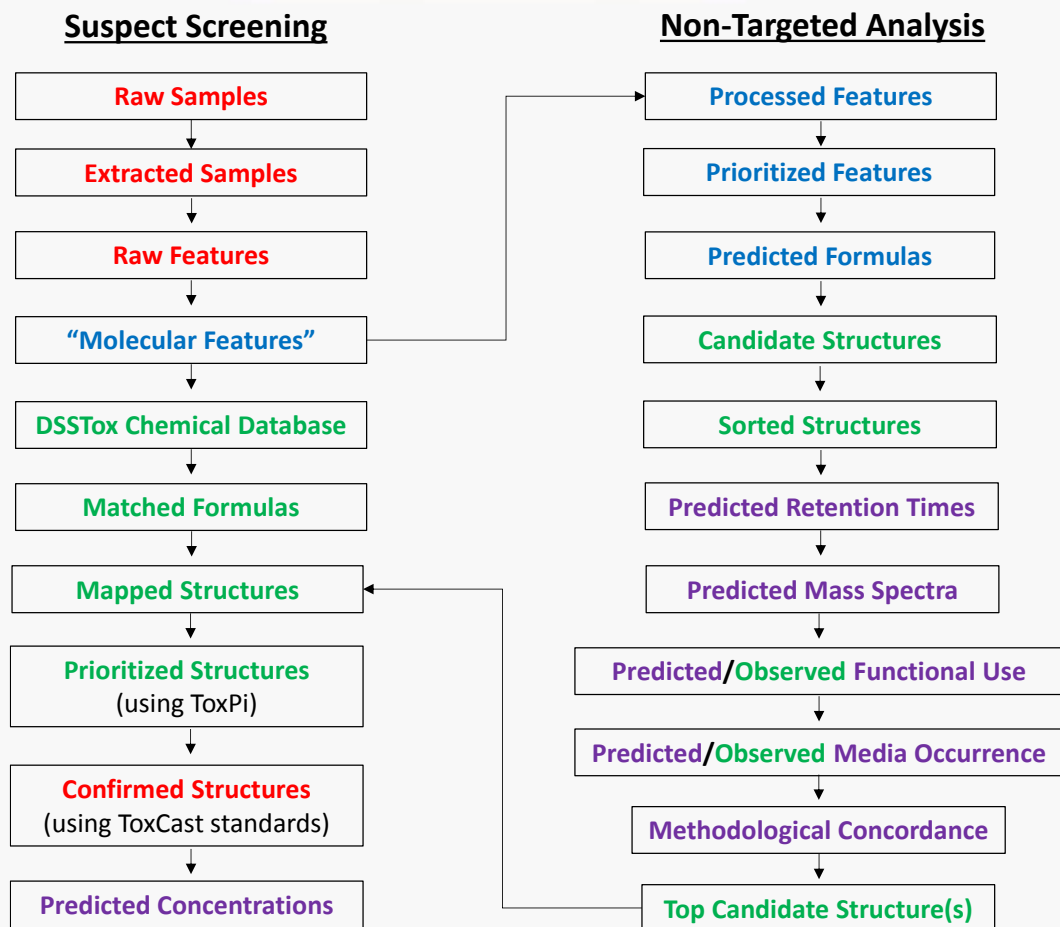 Suspect Screening
Raw Samples
Extracted Samples
Raw Features
“Molecular Features”
DSSTox Chemical Database
Matched Formulas
Mapped Structures
Prioritized Structures
(using ToxPi)
Confirmed Structures
(using ToxCast standards)
Predicted Concentrations
Non-Targeted Analysis
Processed Features
Prioritized Features
Predicted Formulas
Candidate Structures
Sorted Structures
Predicted Retention Times
Predicted Mass Spectra
Predicted/Observed Functional Use
Predicted/Observed Media Occurrence
Methodological Concordance
Top Candidate Structure(s)